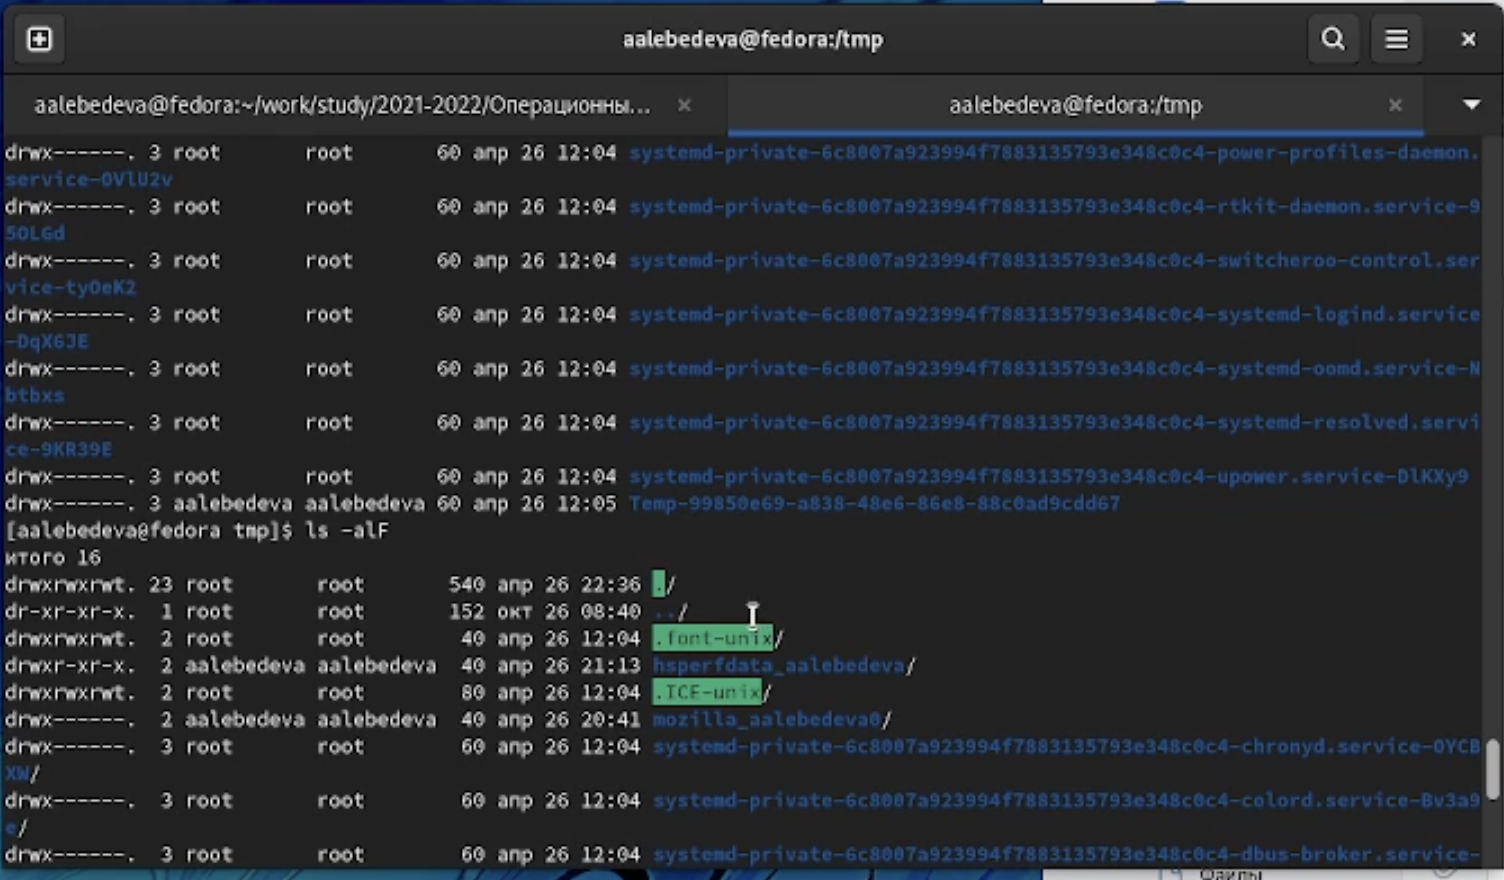 aalebedeva@fedora:/tmp
aalebedeva@fedora:~/work/study/2021-2022/Операционны...
aalebedeva@fedora:/tmp
drwx------. 3 root       root       60 апр 26 12:04 systemd-private-6c8007a923994f7883135793e348c0c4-power-profiles-daemon.
service-0VlU2v
drwx------. 3 root       root       60 апр 26 12:04 systemd-private-6c8007a923994f7883135793e348c0c4-rtkit-daemon.service-9
5OLGd
drwx------. 3 root       root       60 апр 26 12:04 systemd-private-6c8007a923994f7883135793e348c0c4-switcheroo-control.ser
vice-tyOeK2
drwx------. 3 root       root       60 апр 26 12:04 systemd-private-6c8007a923994f7883135793e348c0c4-systemd-logind.service
-DqX6JE
drwx------. 3 root       root       60 апр 26 12:04 systemd-private-6c8007a923994f7883135793e348c0c4-systemd-oomd.service-N
btbxs
drwx------. 3 root       root       60 апр 26 12:04 systemd-private-6c8007a923994f7883135793e348c0c4-systemd-resolved.servi
ce-9KR39E
drwx------. 3 root       root       60 апр 26 12:04 systemd-private-6c8007a923994f7883135793e348c0c4-upower.service-DlKXy9
drwx------. 3 aalebedeva aalebedeva 60 апр 26 12:05 Temp-99850e69-a838-48e6-86e8-88c0ad9cdd67
[aalebedeva@fedora tmp]$ ls -alF
итого 16
drwxrwxrwt. 23 root       root       540 апр 26 22:36 ./
dr-xr-xr-x.  1 root       root       152 окт 26 08:40 ../
drwxrwxrwt.  2 root       root        40 апр 26 12:04 .font-unix/
drwxr-xr-x.  2 aalebedeva aalebedeva  40 апр 26 21:13 hsperfdata_aalebedeva/
drwxrwxrwt.  2 root       root        80 апр 26 12:04 .ICE-unix/
drwx------.  2 aalebedeva aalebedeva  40 апр 26 20:41 mozilla_aalebedeva0/
drwx------.  3 root       root        60 апр 26 12:04 systemd-private-6c8007a923994f7883135793e348c0c4-chronyd.service-OYCB
XW/
drwx------.  3 root       root        60 апр 26 12:04 systemd-private-6c8007a923994f7883135793e348c0c4-colord.service-Bv3a9
e/
drwx------.  3 root       root        60 апр 26 12:04 systemd-private-6c8007a923994f7883135793e348c0c4-dbus-broker.service-
Файлы